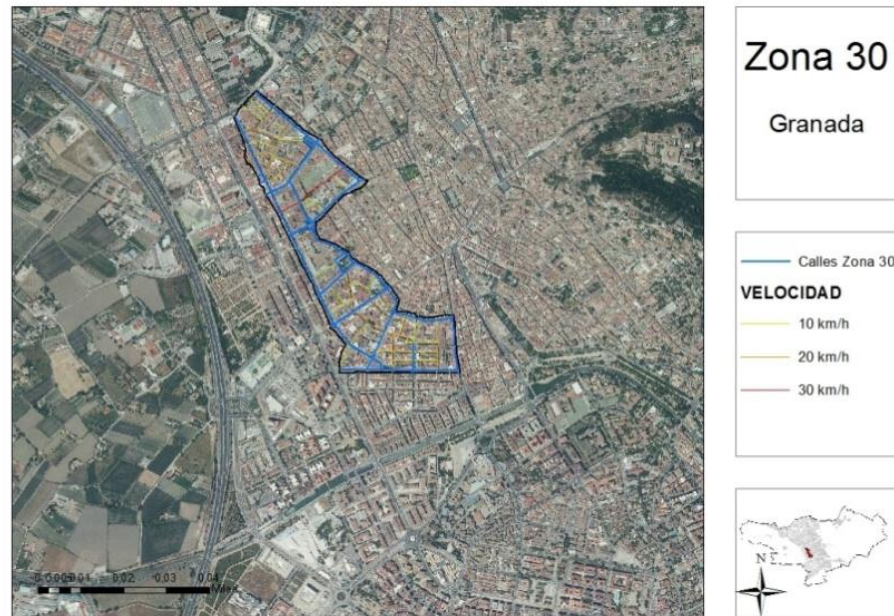 Zona 30
Granada
Calles Zona 30
VELOCIDAD
10 km/h
20 km/h
30 km/h
N
0,02 0,03 0,04
Miles